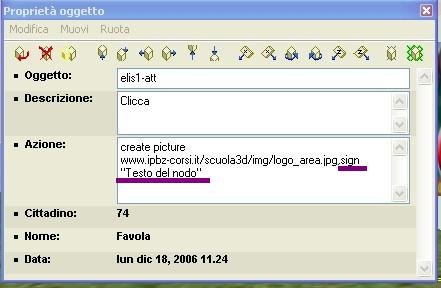 Proprietà oggetto
Modifica Muovi Ruota
Oggetto: elis1-att
Descrizione: Clicca
Azione: create picture
www.ipbz-corsi.it/scuola3d/img/logo_area.jpg,sign
"Testo del nodo"
Cittadino: 74
Nome: Favola
Data: lun dic 18, 2006 11.24